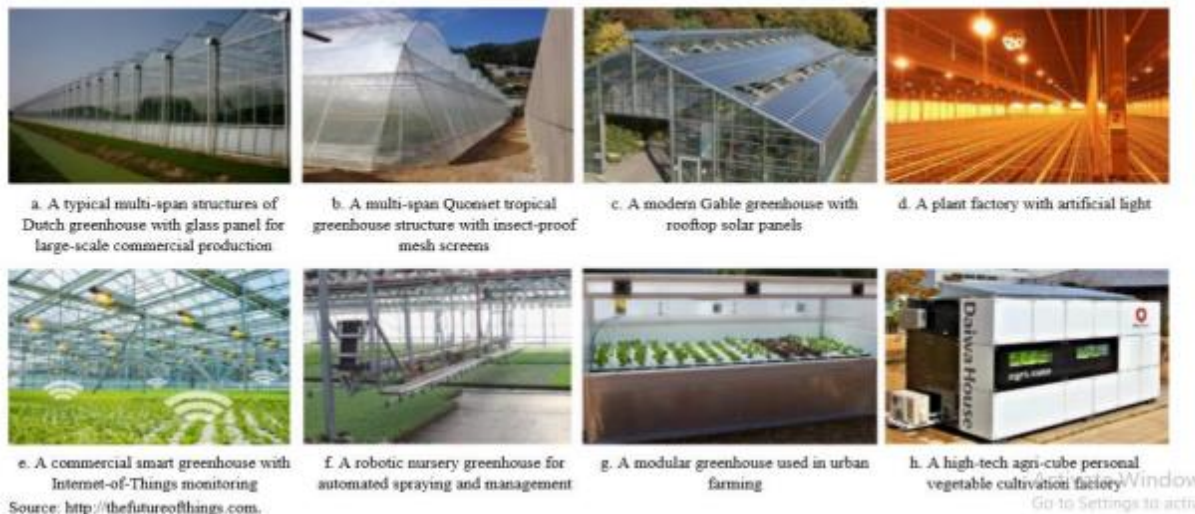 a. A typical multi-span structures of
Dutch greenhouse with glass panel for
large-scale commercial production
b. A multi-span Quonset tropical
greenhouse structure with insect-proof
mesh screens
c. A modern Gable greenhouse with
rooftop solar panels
d. A plant factory with artificial light
Daiwa House
agri-cube
e. A commercial smart greenhouse with
Internet-of-Things monitoring
f. A robotic nursery greenhouse for
automated spraying and management
g. A modular greenhouse used in urban
farming
h. A high-tech agri-cube personal
vegetable cultivation factory
Source: http://thefutureofthings.com.
Activate Window
Go to Settings to acti